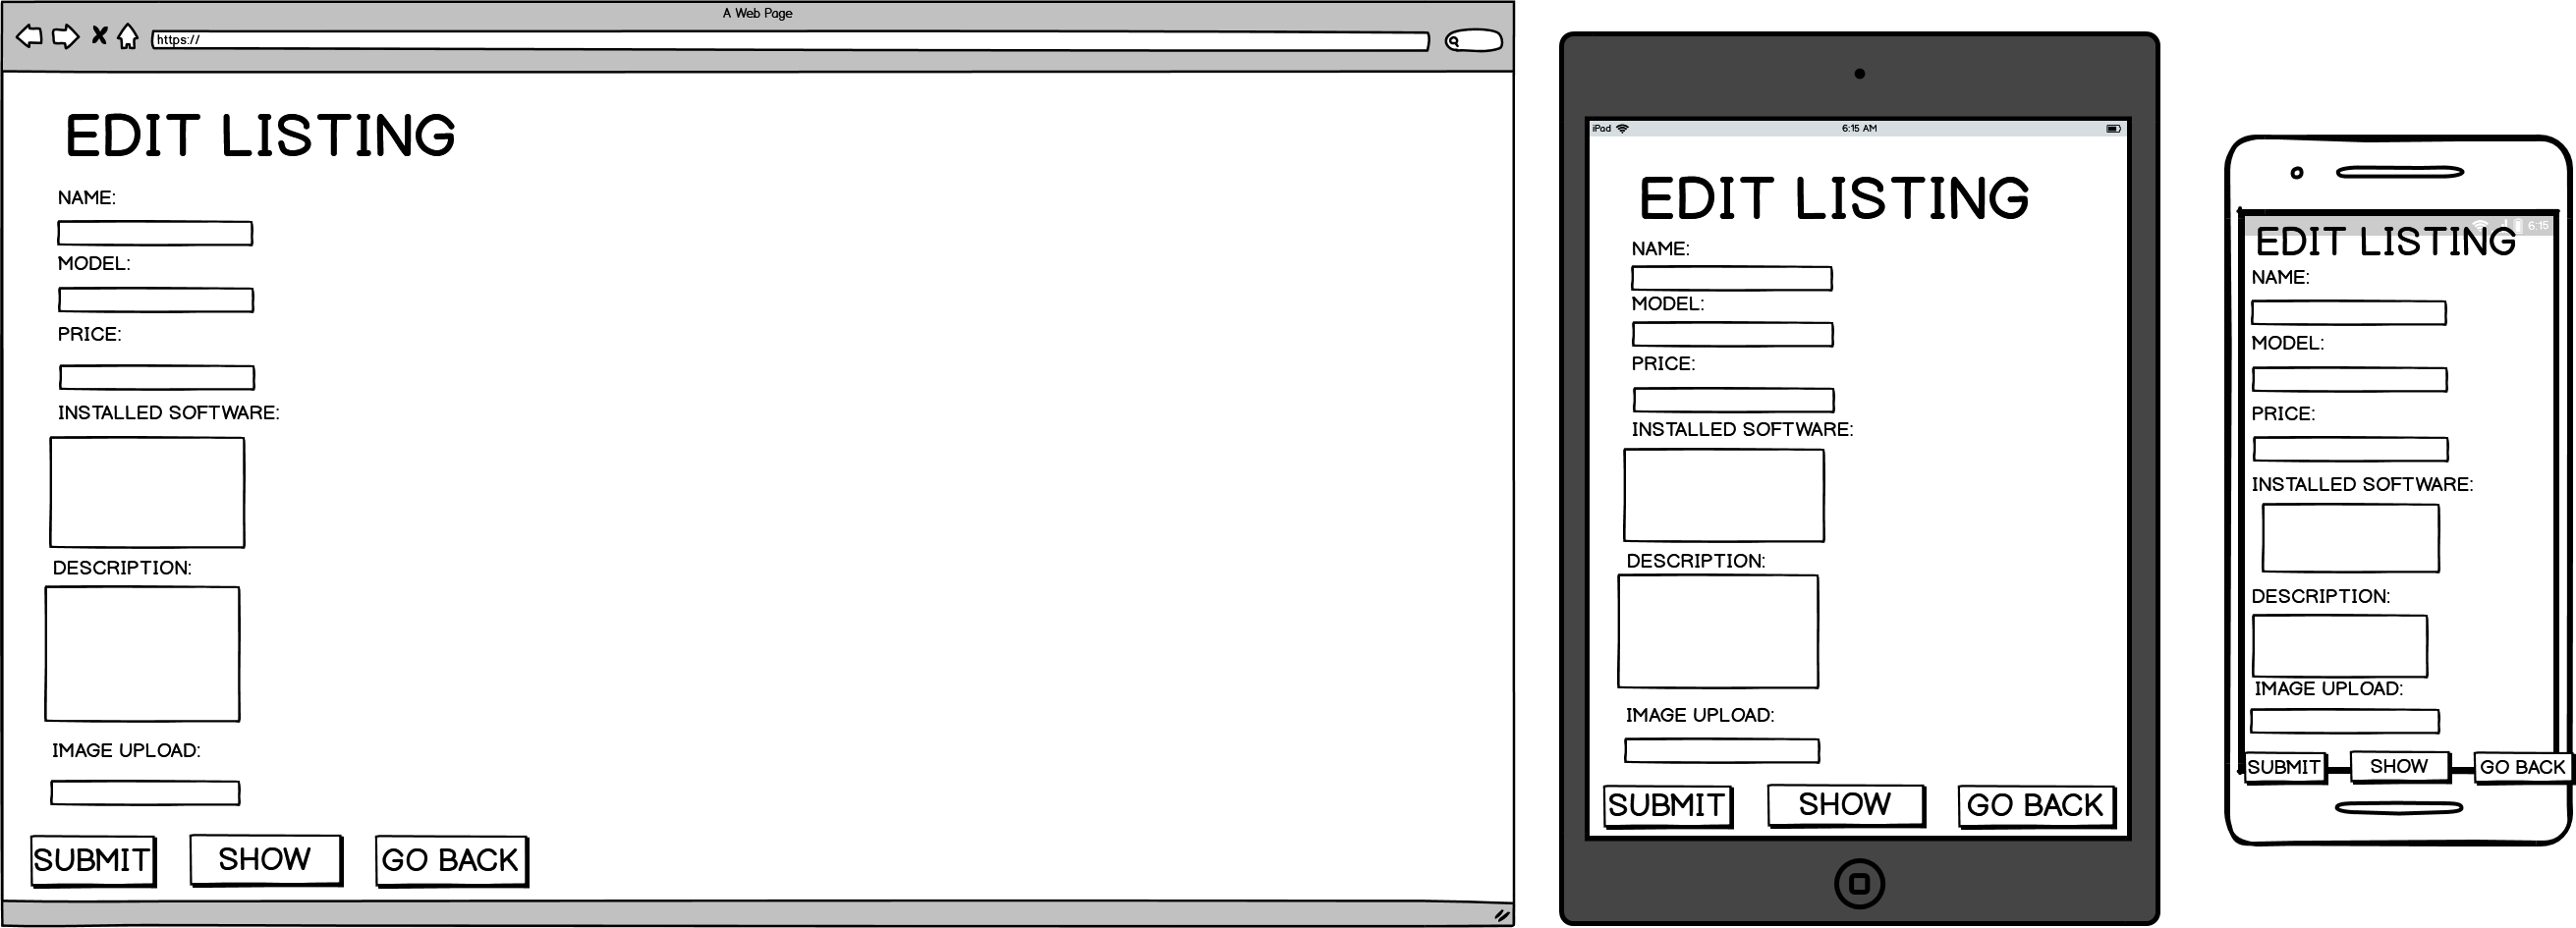 A Web Page
https://
EDIT LISTING
NAME:
MODEL:
PRICE:
INSTALLED SOFTWARE:
DESCRIPTION:
IMAGE UPLOAD:
SUBMIT SHOW GO BACK
iPad 6:15 AM
EDIT LISTING
NAME:
MODEL:
PRICE:
INSTALLED SOFTWARE:
DESCRIPTION:
IMAGE UPLOAD:
SUBMIT SHOW GO BACK
6:15
EDIT LISTING
NAME:
MODEL:
PRICE:
INSTALLED SOFTWARE:
DESCRIPTION:
IMAGE UPLOAD:
SUBMIT SHOW GO BACK